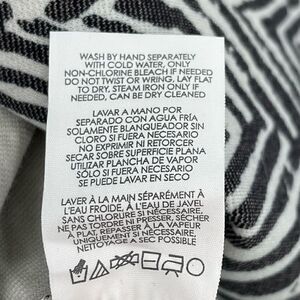 WASH BY HAND SEPARATELY
WITH COLD WATER, ONLY
NON-CHLORINE BLEACH IF NEEDED
DO NOT TWIST OR WRING. LAY FLAT
TO DRY. STEAM IRON ONLY IF
NEEDED, CAN BE DRY CLEANED
LAVAR A MANO POR
SEPARADO CON AGUA FRÍA
SOLAMENTE BLANQUEADOR SIN
CLORO SI FUERA NECESARIO
NO EXPRIMIR NI RETORCER
SECAR SOBRE SUPERFICIE PLANA
UTILIZAR PLANCHA DE VAPOR
SÓLO SI FUERA NECESARIO
SE PUEDE LAVAR EN SECO
LAVER À LA MAIN SÉPARÉMENT À
L'EAU FROIDE, À L'EAU DE JAVEL
SANS CHLORURE SI NÉCESSAIRE,
NE PAS TORDRE NI PRESSER, SÉCHER
À PLAT, REPASSER À LA VAPEUR
UNIQUEMENT SI NÉCESSAIRE,
NETTOYAGE A SEC POSSIBLE